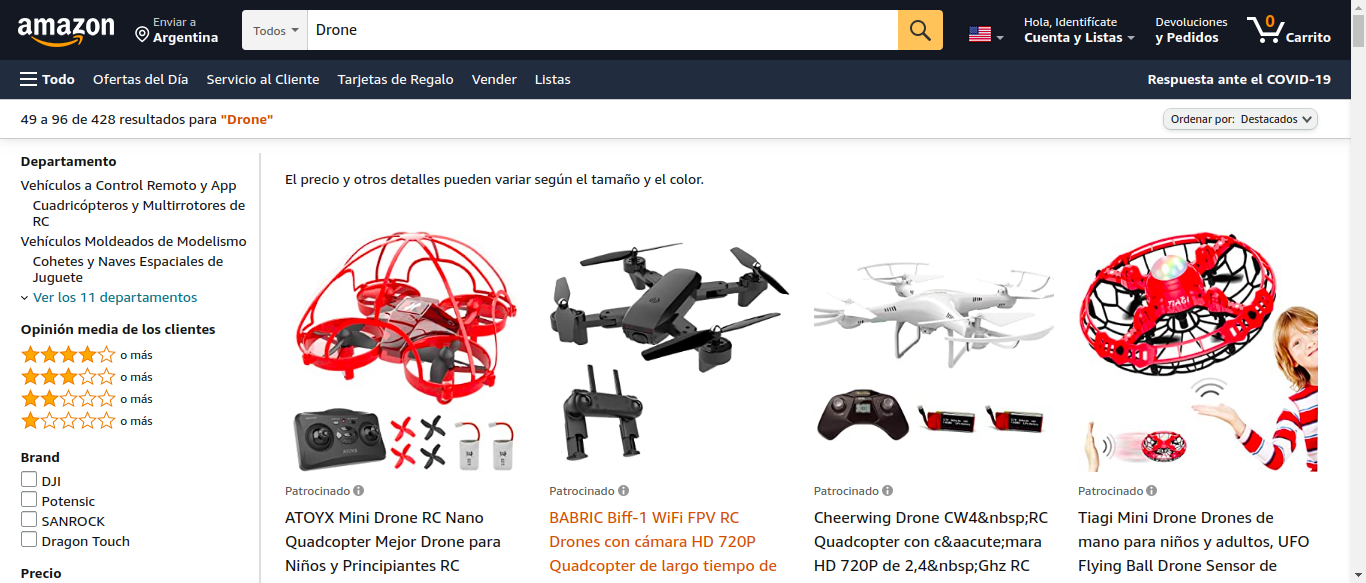 amazon
Enviar a
Argentina
Todos
Drone
Hola, Identifícate
Cuenta y Listas
Devoluciones
y Pedidos
0
Carrito
Todo
Ofertas del Día
Servicio al Cliente
Tarjetas de Regalo
Vender
Listas
Respuesta ante el COVID-19
49 a 96 de 428 resultados para "Drone"
Ordenar por: Destacados
Departamento
Vehículos a Control Remoto y App
Cuadricópteros y Multirrotores de
RC
Vehículos Moldeados de Modelismo
Cohetes y Naves Espaciales de
Juguete
Ver los 11 departamentos
Opinión media de los clientes
o más
o más
o más
o más
Brand
DJI
Potensic
SANROCK
Dragon Touch
Precio
El precio y otros detalles pueden variar según el tamaño y el color.
Patrocinado
ATOYX Mini Drone RC Nano
Quadcopter Mejor Drone para
Niños y Principiantes RC
Patrocinado
BABRIC Biff-1 WiFi FPV RC
Drones con cámara HD 720P
Quadcopter de largo tiempo de
Patrocinado
Cheerwing Drone CW4&nbsp;RC
Quadcopter con c&aacute;mara
HD 720P de 2,4&nbsp;Ghz RC
TIAGI
Patrocinado
Tiagi Mini Drone Drones de
mano para niños y adultos, UFO
Flying Ball Drone Sensor de